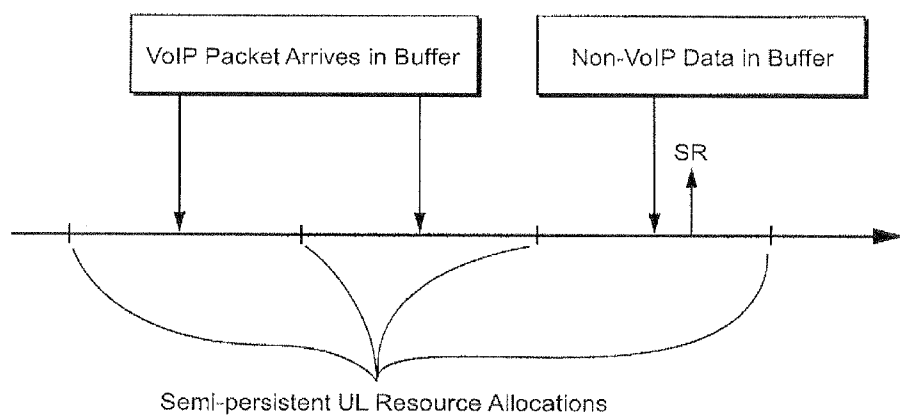 VoIP Packet Arrives in Buffer
Non-VoIP Data in Buffer
SR
Semi-persistent UL Resource Allocations